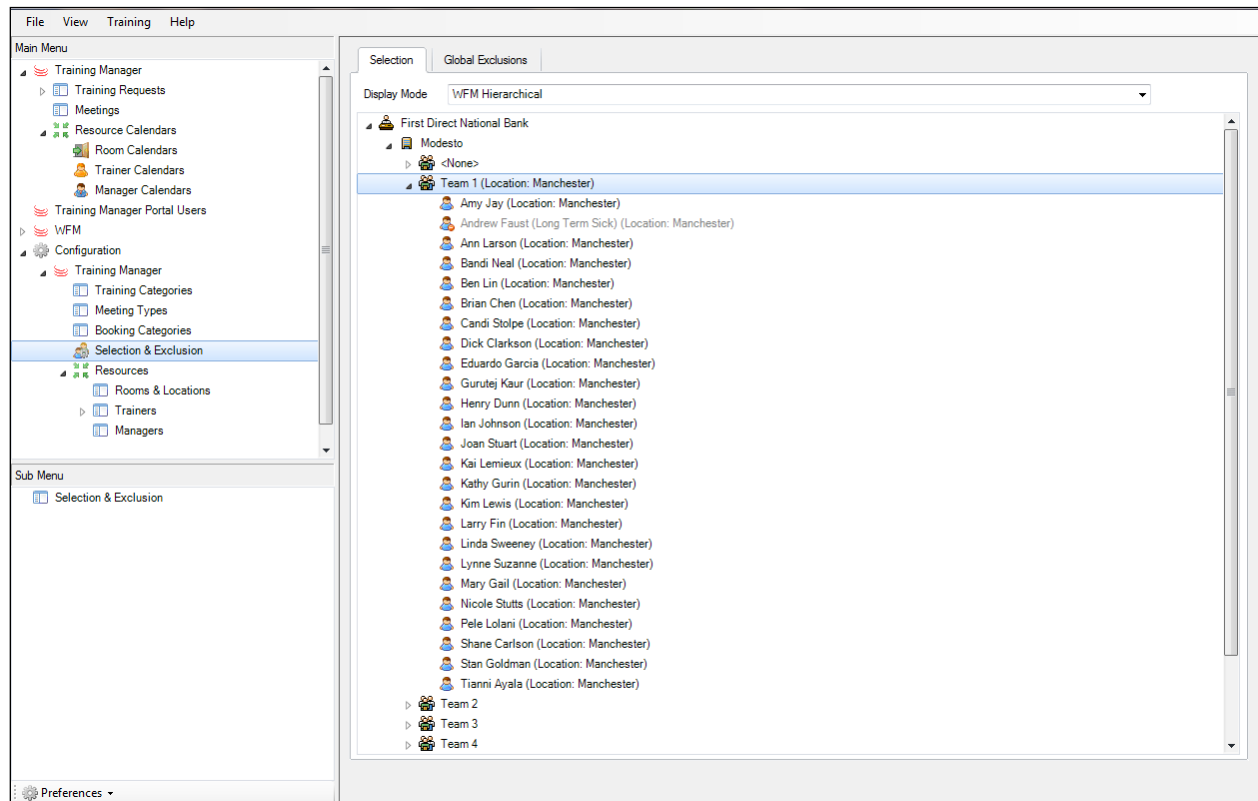 File View Training Help
Main Menu
Training Manager
Training Requests
Meetings
Resource Calendars
Room Calendars
Trainer Calendars
Manager Calendars
Training Manager Portal Users
WFM
Configuration
Training Manager
Training Categories
Meeting Types
Booking Categories
Selection & Exclusion
Resources
Rooms & Locations
Trainers
Managers
Sub Menu
Selection & Exclusion
Preferences
Selection Global Exclusions
Display Mode WFM Hierarchical
First Direct National Bank
Modesto
<None>
Team 1 (Location: Manchester)
Amy Jay (Location: Manchester)
Andrew Faust (Long Term Sick) (Location: Manchester)
Ann Larson (Location: Manchester)
Bandi Neal (Location: Manchester)
Ben Lin (Location: Manchester)
Brian Chen (Location: Manchester)
Candi Stolpe (Location: Manchester)
Dick Clarkson (Location: Manchester)
Eduardo Garcia (Location: Manchester)
Gurutej Kaur (Location: Manchester)
Henry Dunn (Location: Manchester)
Ian Johnson (Location: Manchester)
Joan Stuart (Location: Manchester)
Kai Lemieux (Location: Manchester)
Kathy Gurin (Location: Manchester)
Kim Lewis (Location: Manchester)
Larry Fin (Location: Manchester)
Linda Sweeney (Location: Manchester)
Lynne Suzanne (Location: Manchester)
Mary Gail (Location: Manchester)
Nicole Stutts (Location: Manchester)
Pele Lolani (Location: Manchester)
Shane Carlson (Location: Manchester)
Stan Goldman (Location: Manchester)
Tianni Ayala (Location: Manchester)
Team 2
Team 3
Team 4